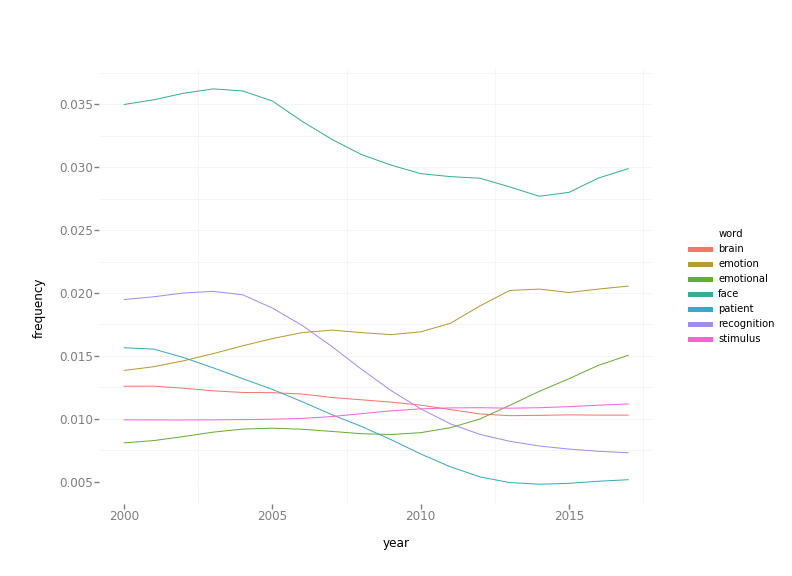 0.035
0.030
0.025
0.020
0.015
0.010
0.005
frequency
2000 2005 2010 2015
year
word
brain
emotion
emotional
face
patient
recognition
stimulus